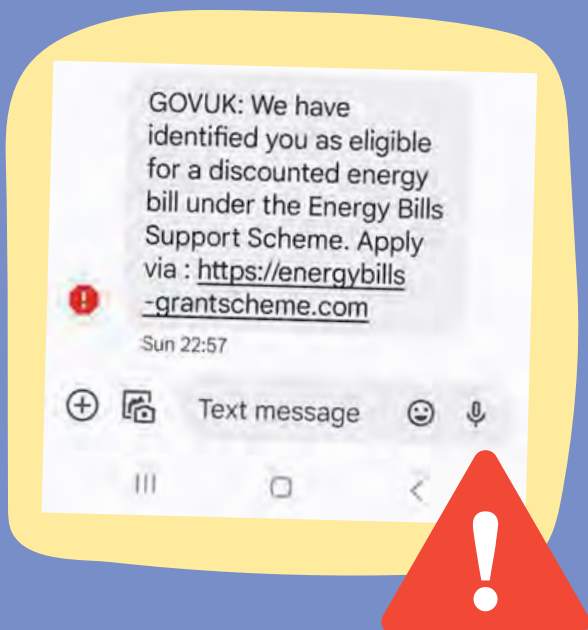 GOVUK: We have
identified you as eligible
for a discounted energy
bill under the Energy Bills
Support Scheme. Apply
via : https://energybills
-grantscheme.com
Sun 22:57
Text message